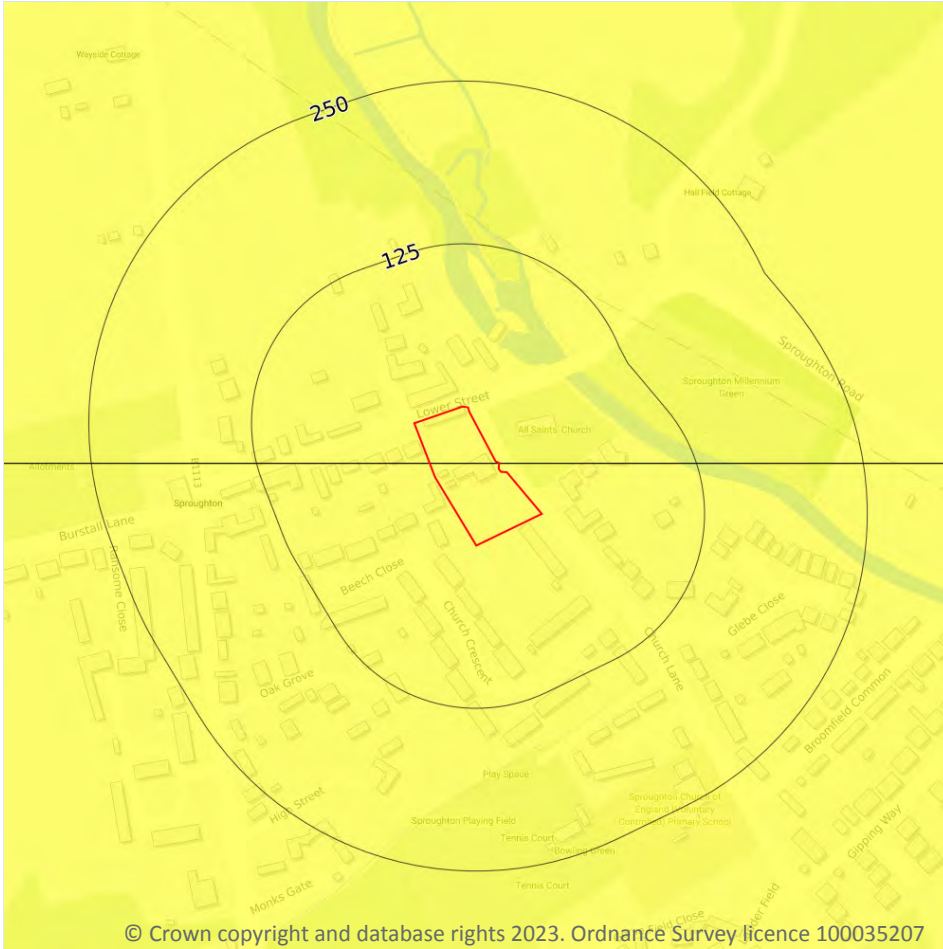 Wayside Cottage
250
Hall Field Cottage
125
Sproughton Road
Sproughton Millennium
Green
Lower Street
All Saints' Church
Allotments
B1113
Sproughton
Burstall Lane
Ransome Close
Beech Close
Church Crescent
Glebe Close
Church Lane
Oak Grove
Broomfield Common
Play Space
High Street
Sproughton Playing Field
Sproughton Church of
England Voluntary
Controlled Primary School
Tennis Court
Bowling Green
Gipping Way
Tennis Court
Monks Gate
Field Close
© Crown copyright and database rights 2023. Ordnance Survey licence 100035207